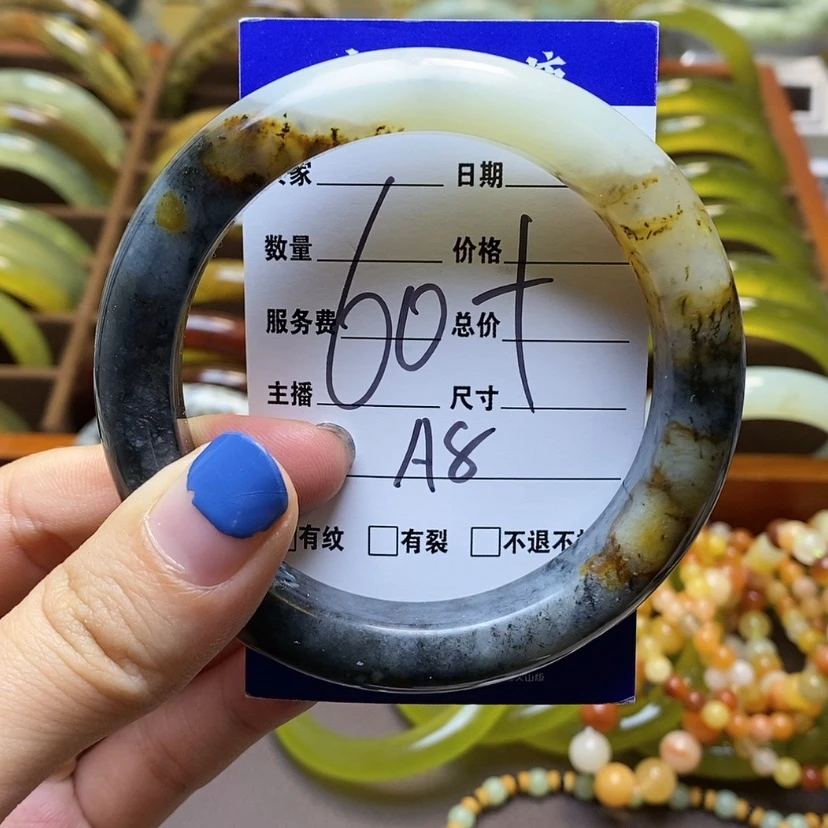 家 日期
数量 价格
服务费 总价
主播 尺寸
60+
A8
□有纹 □有裂 □不退不